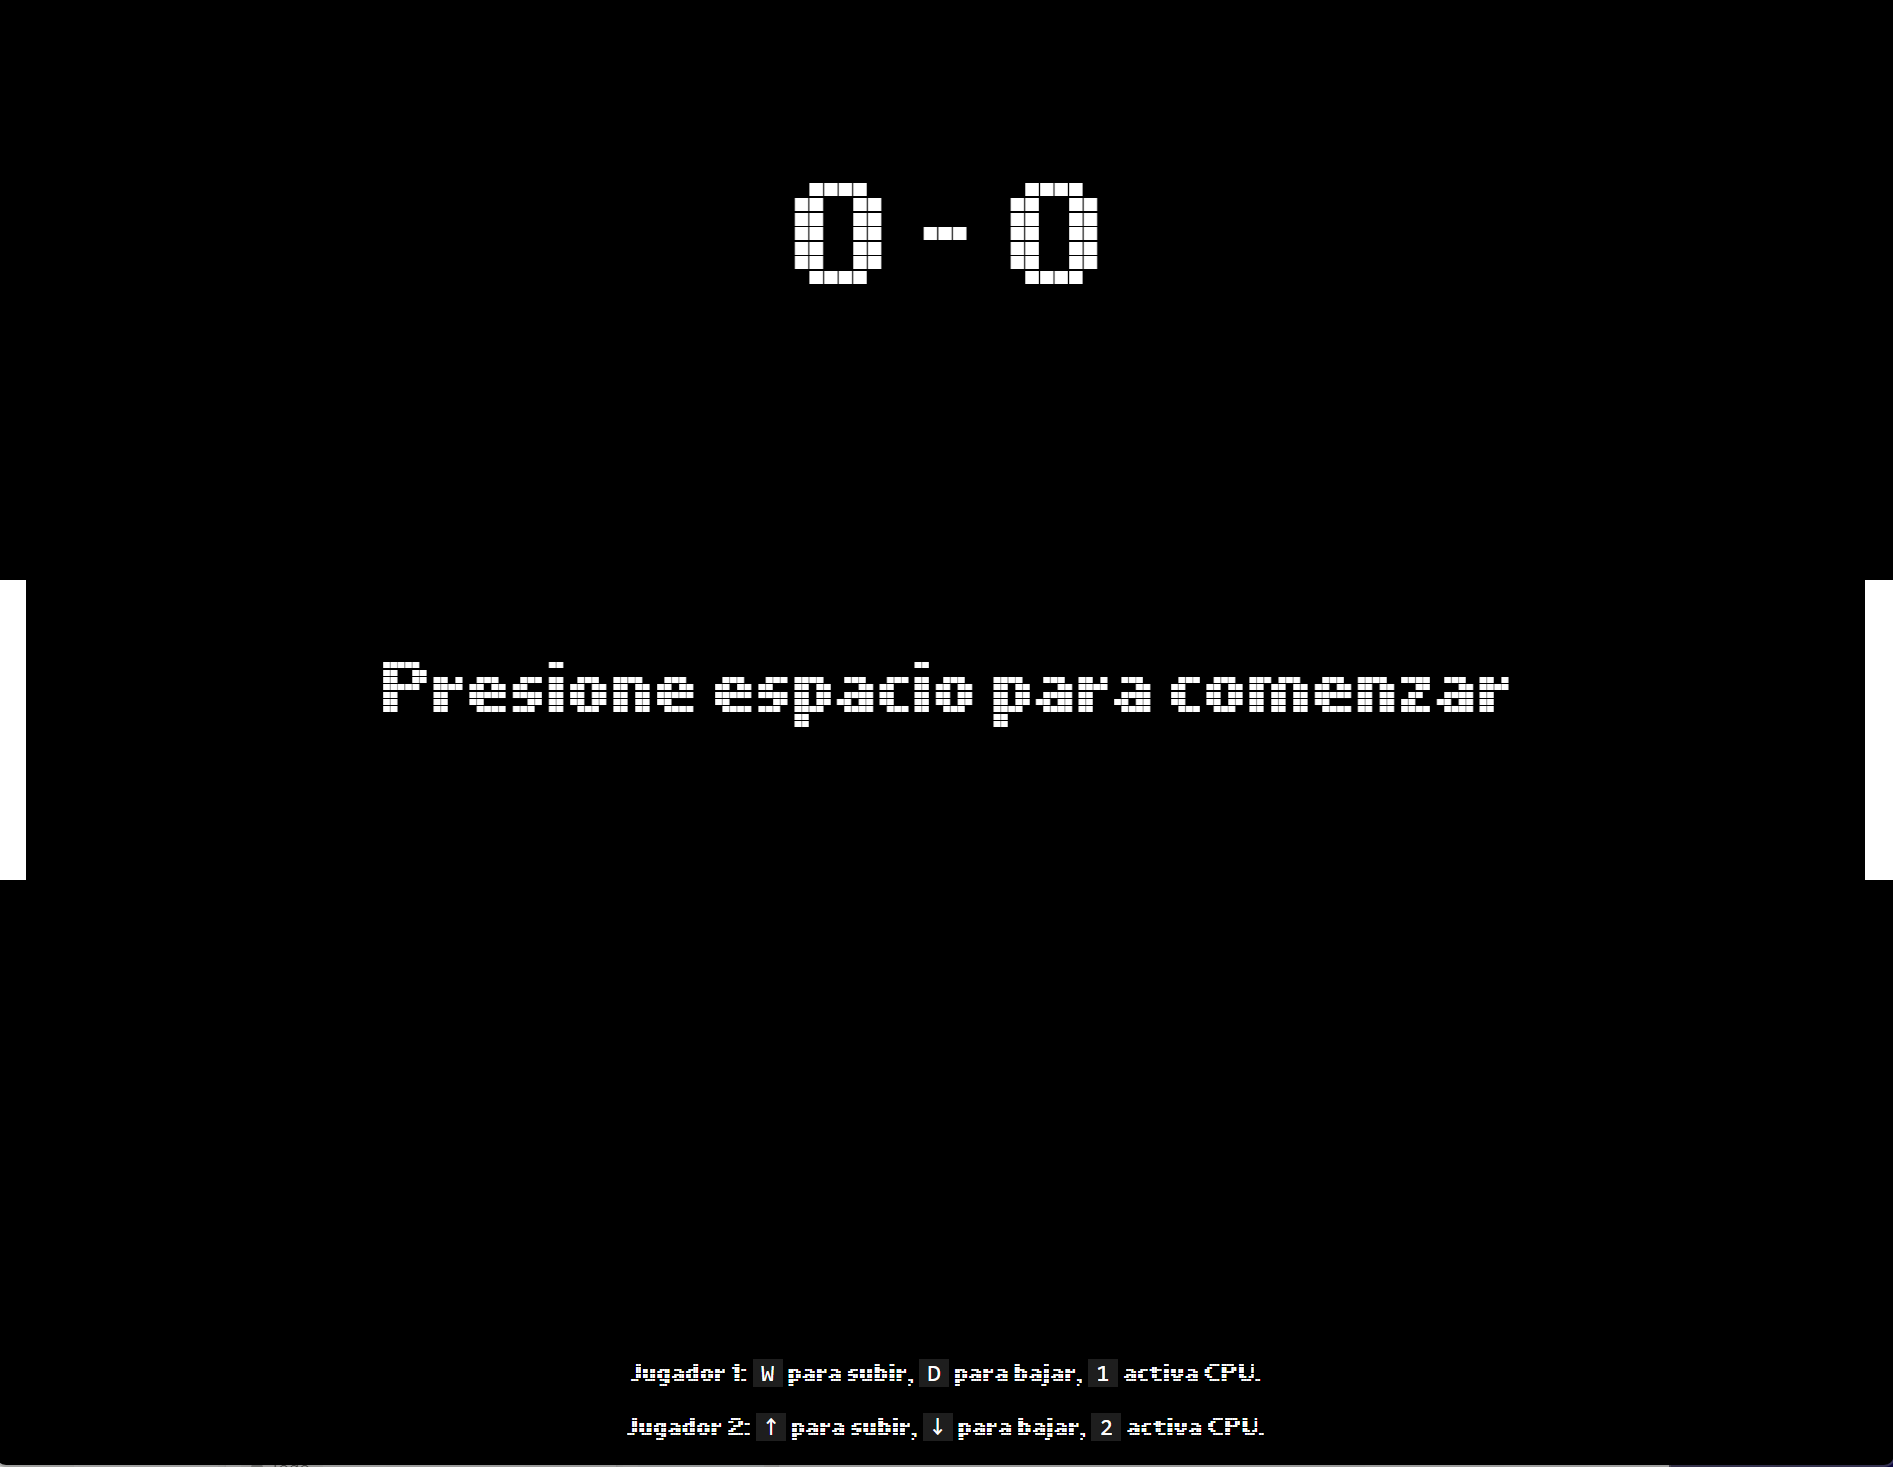 0 - 0
Presione espacio para comenzar
Jugador 1: W para subir, D para bajar, 1 activa CPU.
Jugador 2: ↑ para subir, ↓ para bajar, 2 activa CPU.